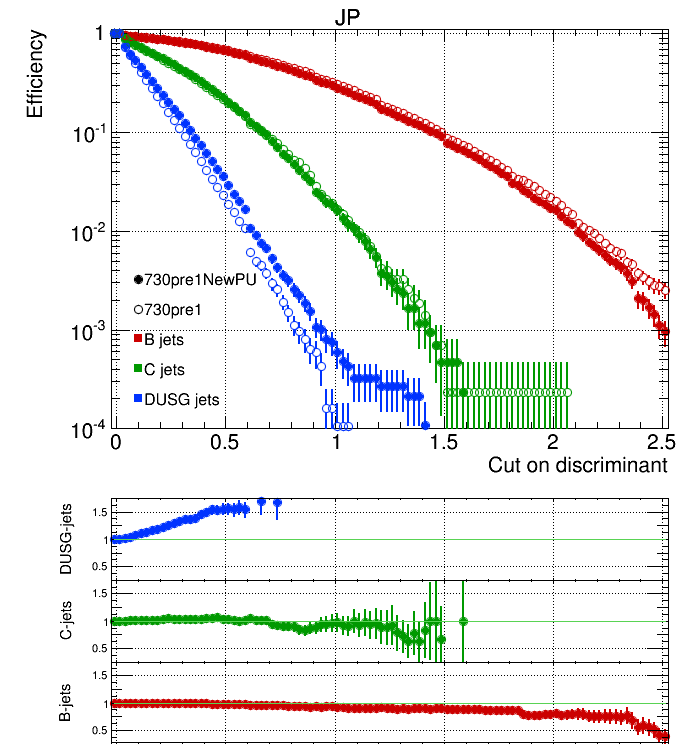 JP
Efficiency
1
10-1
10-2
10-3
10-4
730pre1NewPU
730pre1
B jets
C jets
DUSG jets
0 0.5 1 1.5 2 2.5
Cut on discriminant
DUSG-jets
1.5
1
0.5
C-jets
1.5
1
0.5
B-jets
1.5
1
0.5